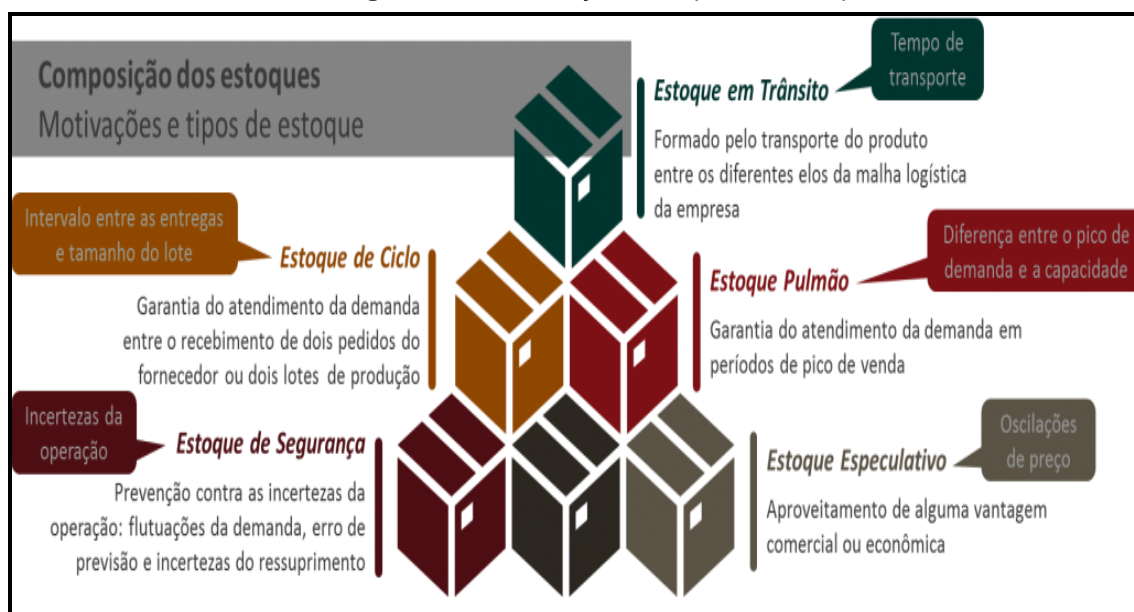 Composição dos estoques
Motivações e tipos de estoque
Tempo de
transporte
Estoque em Trânsito
Formado pelo transporte do produto
entre os diferentes elos da malha logística
da empresa
Intervalo entre as entregas
e tamanho do lote
Estoque de Ciclo
Garantia do atendimento da demanda
entre o recebimento de dois pedidos do
fornecedor ou dois lotes de produção
Diferença entre o pico de
demanda e a capacidade
Estoque Pulmão
Garantia do atendimento da demanda em
períodos de pico de venda
Incertezas da
operação
Estoque de Segurança
Prevenção contra as incertezas da
operação: flutuações da demanda, erro de
previsão e incertezas do ressuprimento
Oscilações
de preço
Estoque Especulativo
Aproveitamento de alguma vantagem
comercial ou econômica